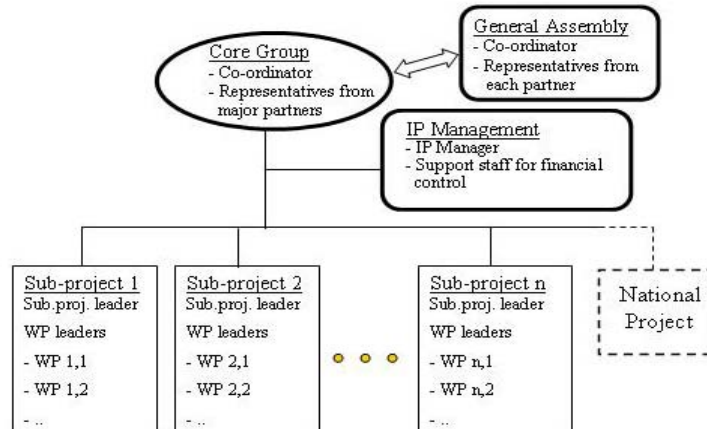 General Assembly
- Co-ordinator
- Representatives from
each partner
Core Group
- Co-ordinator
- Representatives from
major partners
IP Management
- IP Manager
- Support staff for financial
control
Sub-project 1
Sub.proj. leader
WP leaders
- WP 1,1
- WP 1,2
- ..
Sub-project 2
Sub.proj. leader
WP leaders
- WP 2,1
- WP 2,2
- ..
Sub-project n
Sub.proj. leader
WP leaders
- WP n,1
- WP n,2
- ..
National
Project